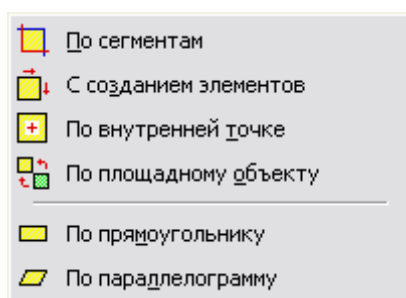 По сегментам
С созданием элементов
По внутренней точке
По площадному объекту
По прямоугольнику
По параллелограмму